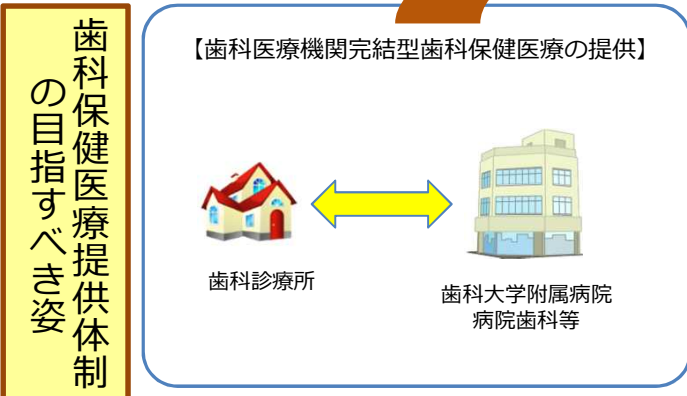 歯科保健医療提供体制
の目指すべき姿
【歯科医療機関完結型歯科保健医療の提供】
歯科診療所
歯科大学附属病院
病院歯科等